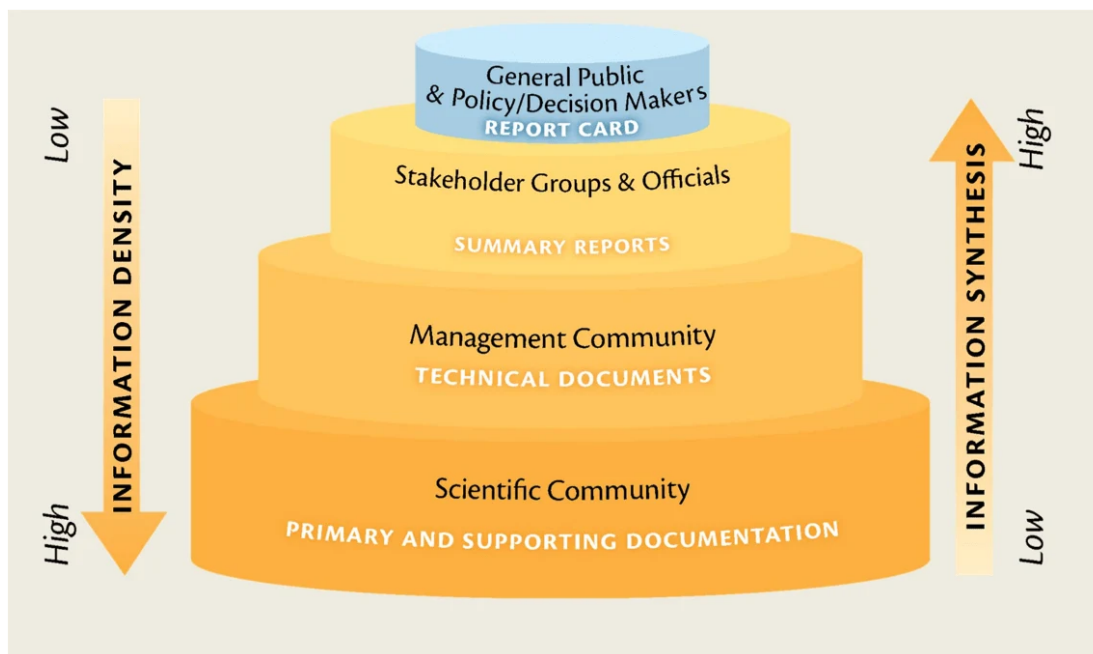 General Public
& Policy/Decision Makers
REPORT CARD
Stakeholder Groups & Officials
SUMMARY REPORTS
Management Community
TECHNICAL DOCUMENTS
Scientific Community
PRIMARY AND SUPPORTING DOCUMENTATION
Low
INFORMATION DENSITY
High
High
INFORMATION SYNTHESIS
Low